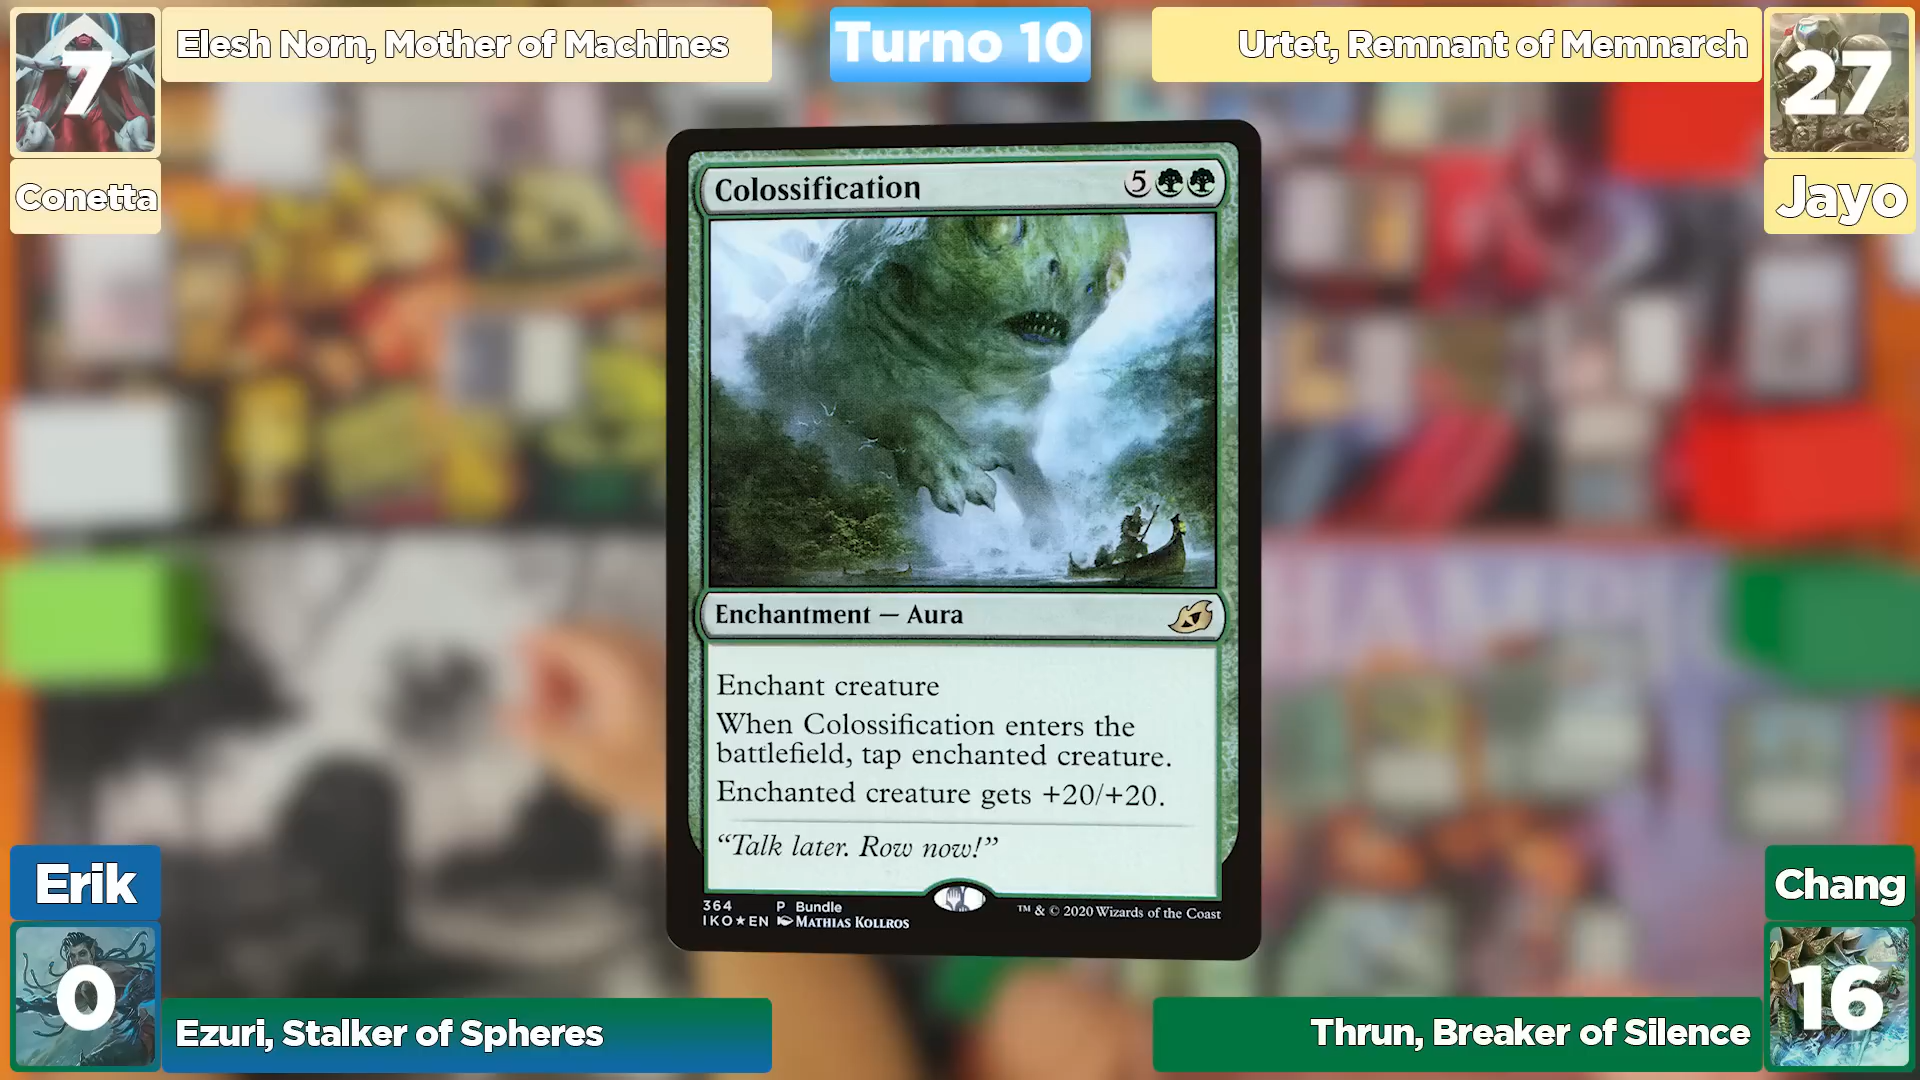 7
Elesh Norn, Mother of Machines
Turno 10
Urtet, Remnant of Memnarch
27
Conetta
Jayo
Colossification
5
Enchantment — Aura
Enchant creature
When Colossification enters the
battlefield, tap enchanted creature.
Enchanted creature gets +20/+20.
“Talk later. Row now!”
364 P Bundle
IKO★EN MATHIAS KOLLROS
™ & © 2020 Wizards of the Coast
Erik
0
Ezuri, Stalker of Spheres
Chang
16
Thrun, Breaker of Silence